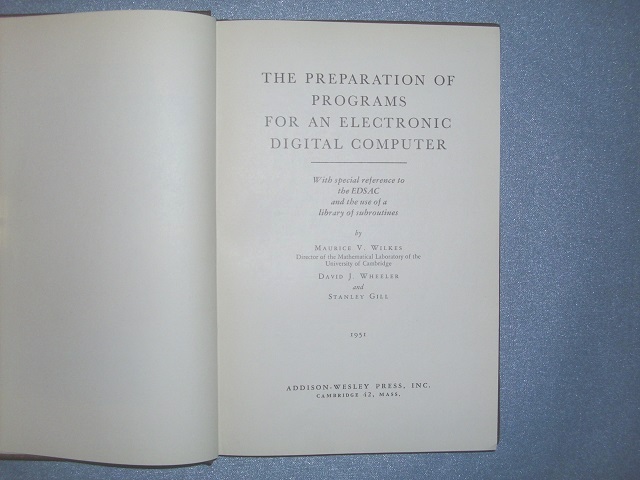 THE PREPARATION OF
PROGRAMS
FOR AN ELECTRONIC
DIGITAL COMPUTER
With special reference to
the EDSAC
and the use of a
library of subroutines
by
MAURICE V. WILKES
Director of the Mathematical Laboratory of the
University of Cambridge
DAVID J. WHEELER
and
STANLEY GILL
1951
ADDISON-WESLEY PRESS, INC.
CAMBRIDGE 42, MASS.